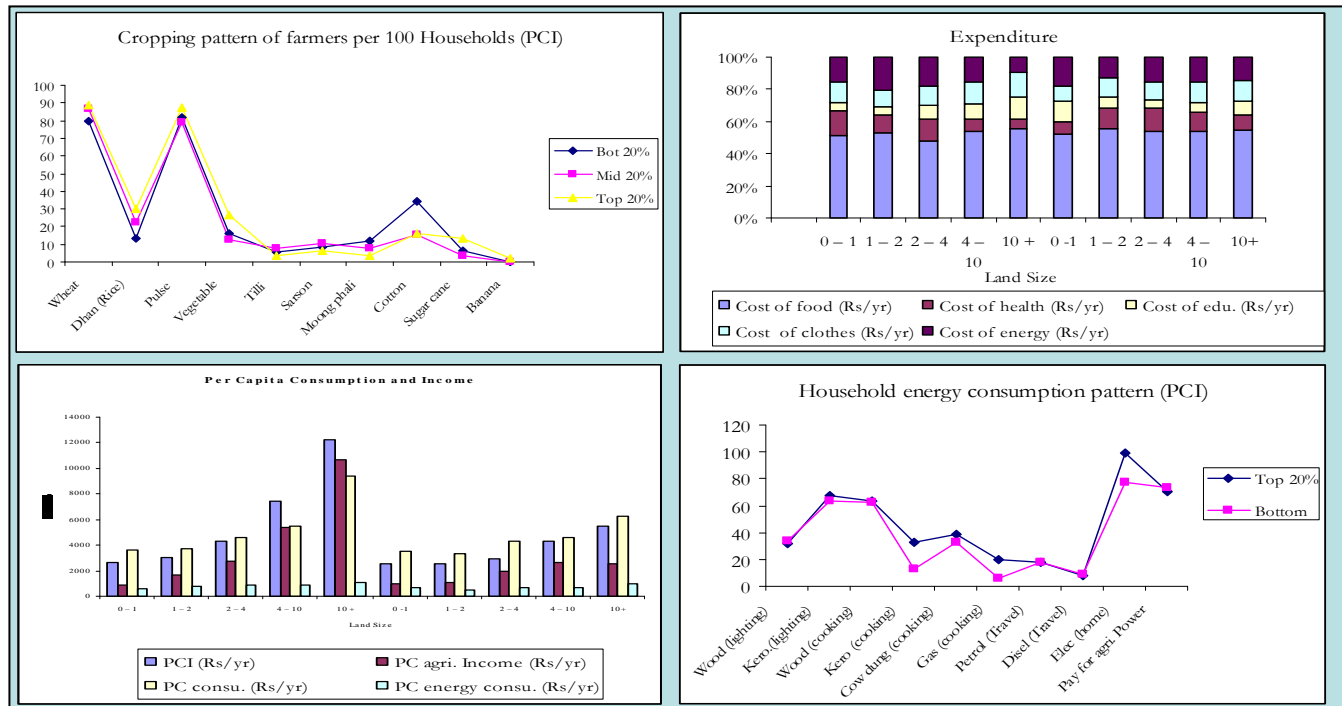 Cropping pattern of farmers per 100 Households (PCI)
100
90
80
70
60
50
40
30
20
10
0
Wheat
Dhan (Rice)
Pulse
Vegetable
Tilli
Sarson
Moong phali
Cotton
Sugar cane
Banana
Bot 20%
Mid 20%
Top 20%
Expenditure
100%
80%
60%
40%
20%
0%
0 – 1 1 – 2 2 – 4 4 – 10 + 0 -1 1 – 2 2 – 4 4 – 10+
10 10
Land Size
Cost of food (Rs/yr) Cost of health (Rs/yr) Cost of edu. (Rs/yr)
Cost of clothes (Rs/yr) Cost of energy (Rs/yr)
Per Capita Consumption and Income
14000
12000
10000
8000
6000
4000
2000
0
0 – 1 1 – 2 2 – 4 4 – 10 10 + 0 -1 1 – 2 2 – 4 4 – 10 10+
Land Size
PCI (Rs/yr) PC agri. Income (Rs/yr)
PC consu. (Rs/yr) PC energy consu. (Rs/yr)
Household energy consumption pattern (PCI)
120
100
80
60
40
20
0
Wood (lighting)
Kero.(lighting)
Wood (cooking)
Kero (cooking)
Cow dung (cooking)
Gas (cooking)
Petrol (Travel)
Disel (Travel)
Elec (home)
Pay for agri. Power
Top 20%
Bottom